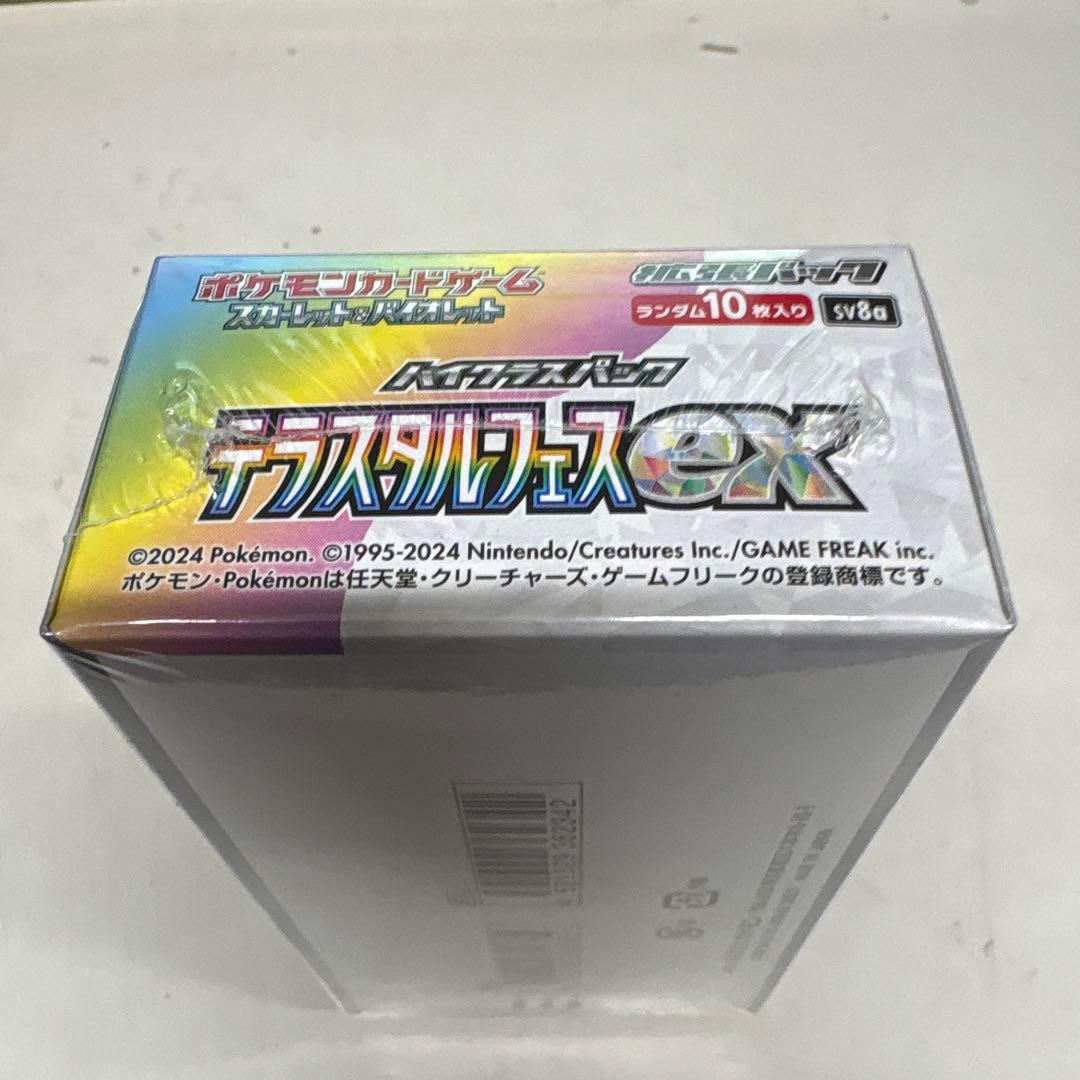 ポケモンカードゲーム
スカーレット&バイオレット
拡張パック
ランダム10枚入り
SV8a
ハイクラスパック
テラスタルフェスex
©2024 Pokémon. ©1995-2024 Nintendo/Creatures Inc./GAME FREAK inc.
ポケモン・Pokémonは任天堂・クリーチャーズ・ゲームフリークの登録商標です。